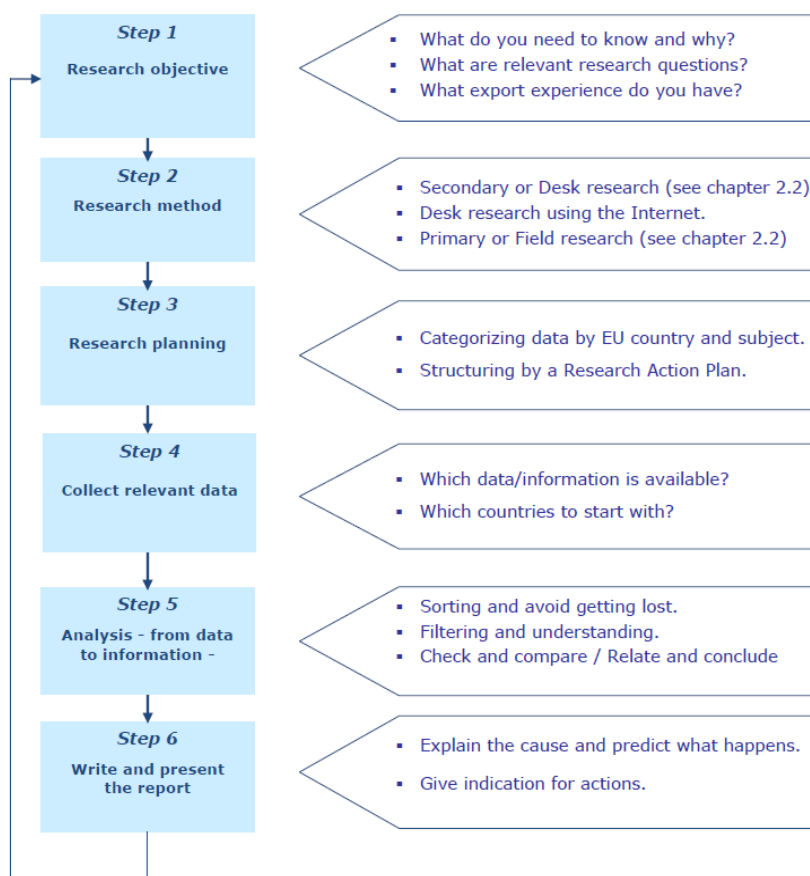 Step 1
Research objective
▪ What do you need to know and why?
▪ What are relevant research questions?
▪ What export experience do you have?
Step 2
Research method
▪ Secondary or Desk research (see chapter 2.2)
▪ Desk research using the Internet.
▪ Primary or Field research (see chapter 2.2)
Step 3
Research planning
▪ Categorizing data by EU country and subject.
▪ Structuring by a Research Action Plan.
Step 4
Collect relevant data
▪ Which data/information is available?
▪ Which countries to start with?
Step 5
Analysis - from data
to information -
▪ Sorting and avoid getting lost.
▪ Filtering and understanding.
▪ Check and compare / Relate and conclude
Step 6
Write and present
the report
▪ Explain the cause and predict what happens.
▪ Give indication for actions.